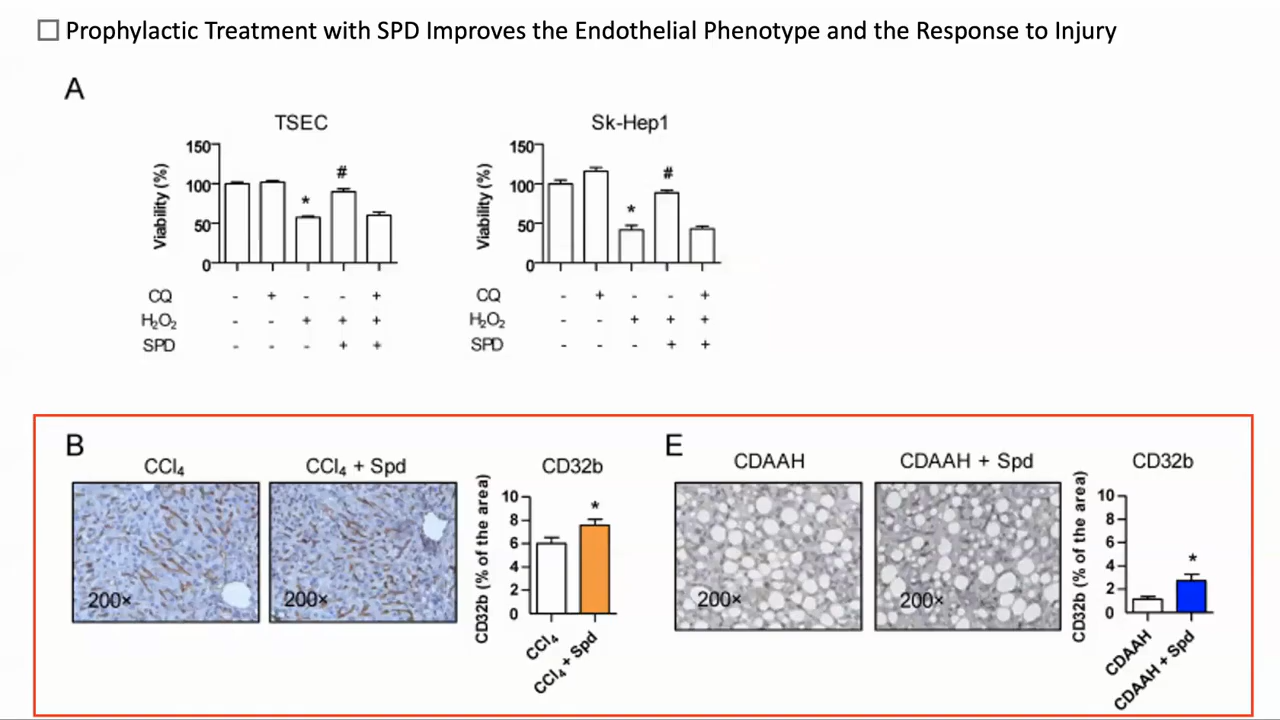 Prophylactic Treatment with SPD Improves the Endothelial Phenotype and the Response to Injury
A
TSEC
Viability (%)
150
100
50
0
*
#
CQ - + - - +
H₂O₂ - - + + +
SPD - - - + +
Sk-Hep1
Viability (%)
150
100
50
0
*
#
CQ - + - - +
H₂O₂ - - + + +
SPD - - - + +
B
CCl₄
200×
CCl₄ + Spd
200×
CD32b
CD32b (% of the area)
10
8
6
4
2
0
*
CCl₄
CCl₄ + Spd
E
CDAAH
200×
CDAAH + Spd
200×
CD32b
CD32b (% of the area)
10
8
6
4
2
0
*
CDAAH
CDAAH + Spd